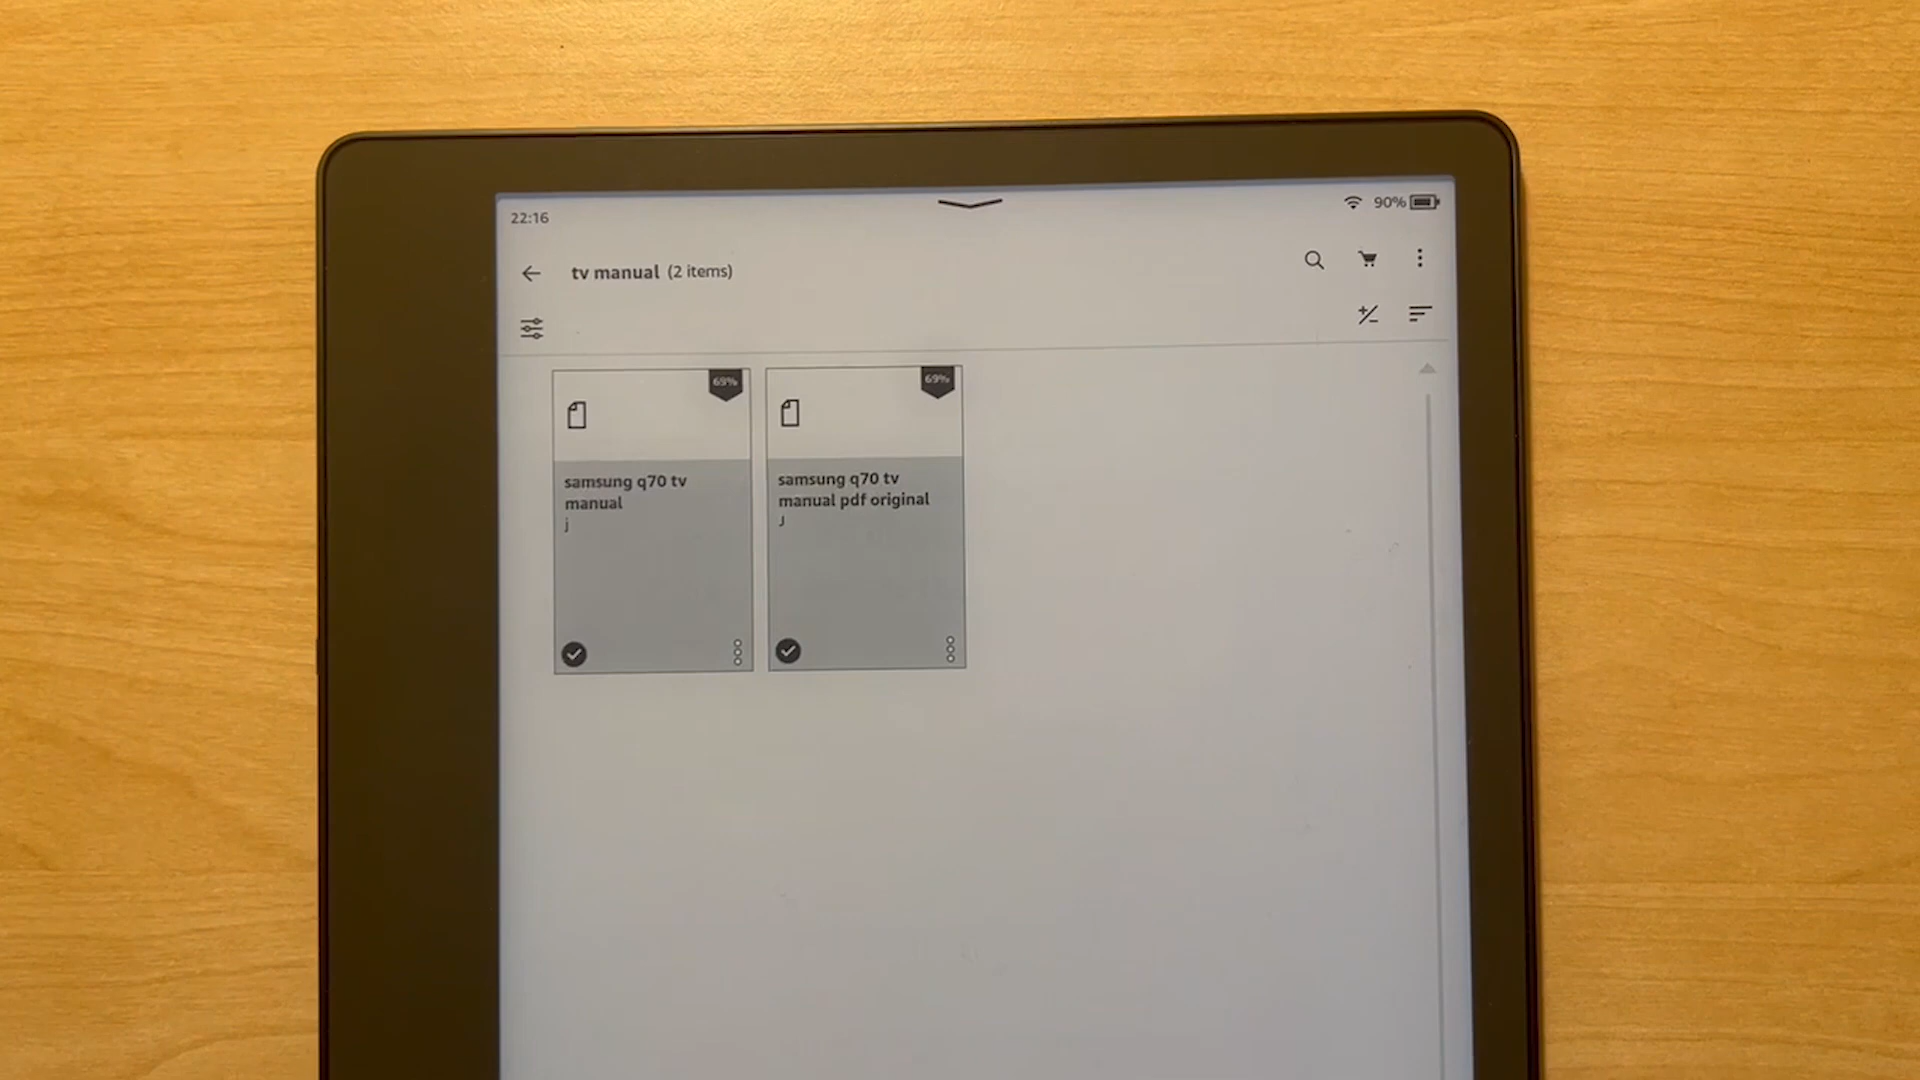 22:16
90%
tv manual (2 items)
69%
samsung q70 tv
manual
j
69%
samsung q70 tv
manual pdf original
J